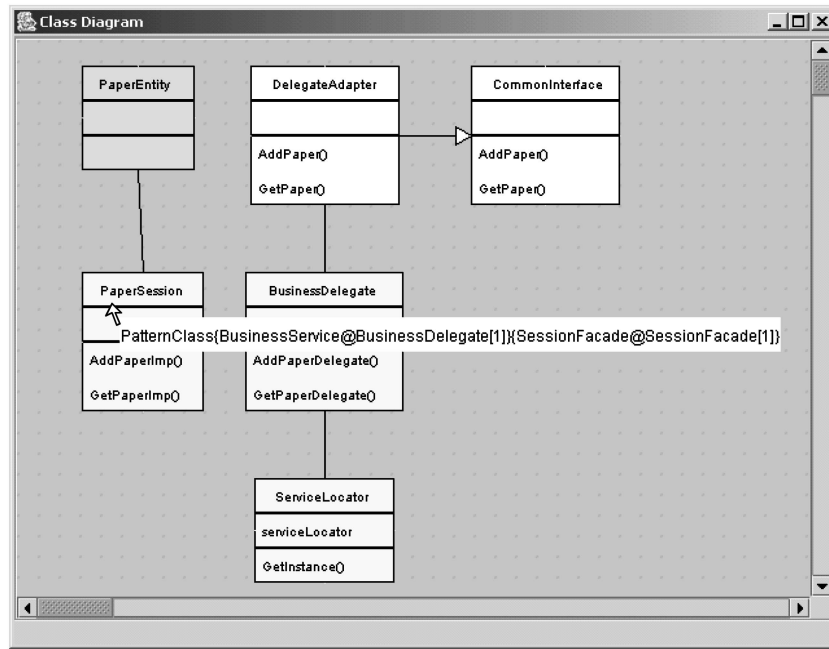 Class Diagram
PaperEntity
DelegateAdapter
AddPaper()
GetPaper()
CommonInterface
AddPaper()
GetPaper()
PaperSession
AddPaperImp()
GetPaperImp()
BusinessDelegate
PatternClass{BusinessService@BusinessDelegate[1]}{SessionFacade@SessionFacade[1]}
AddPaperDelegate()
GetPaperDelegate()
ServiceLocator
serviceLocator
GetInstance()